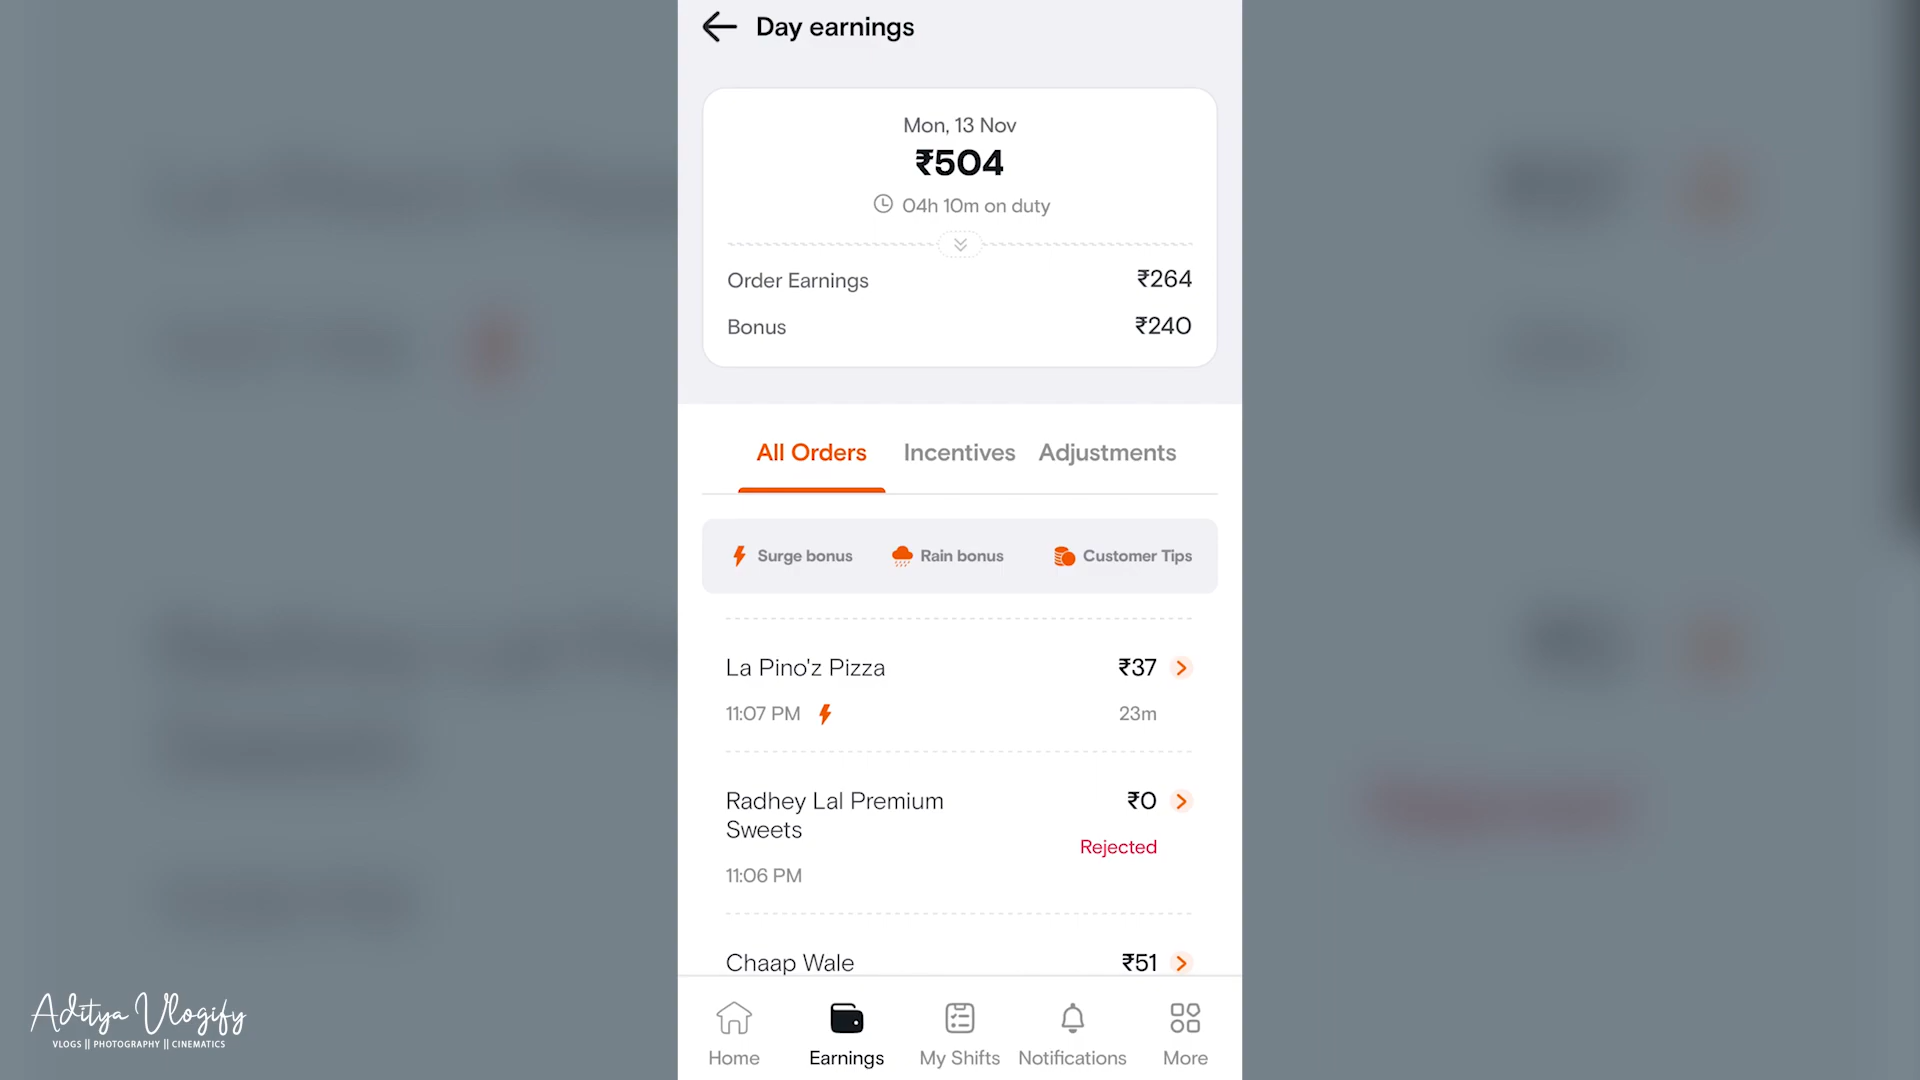 Day earnings
Mon, 13 Nov
₹504
04h 10m on duty
Order Earnings ₹264
Bonus ₹240
All Orders Incentives Adjustments
Surge bonus Rain bonus Customer Tips
La Pino'z Pizza ₹37
11:07 PM 23m
Radhey Lal Premium ₹0
Sweets
Rejected
11:06 PM
Chaap Wale ₹51
Home Earnings My Shifts Notifications More
Aditya Vlogify
VLOGS || PHOTOGRAPHY || CINEMATICS